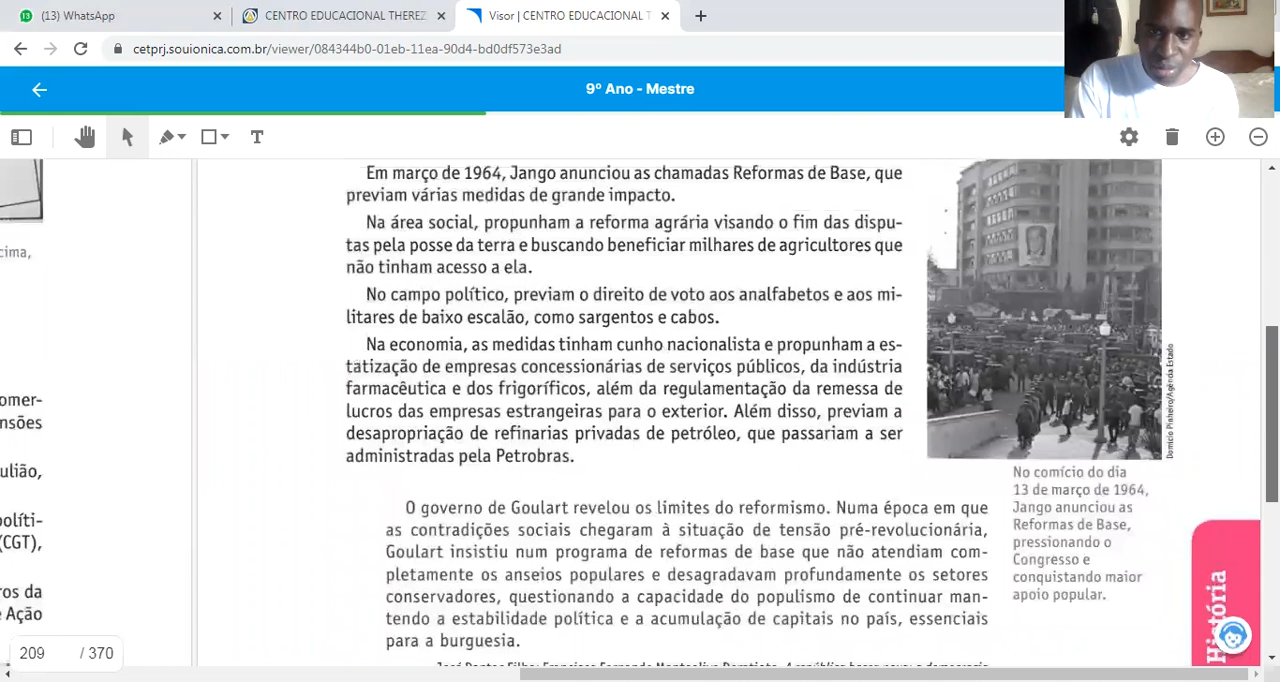 (13) WhatsApp
CENTRO EDUCACIONAL THEREZ
Visor | CENTRO EDUCACIONAL T
cetprj.souionica.com.br/viewer/084344b0-01eb-11ea-90d4-bd0df573e3ad
9º Ano - Mestre
T
cima,
omer-
nsões
ulião,
políti-
(CGT),
ros da
e Ação
Em março de 1964, Jango anunciou as chamadas Reformas de Base, que
previam várias medidas de grande impacto.
Na área social, propunham a reforma agrária visando o fim das dispu-
tas pela posse da terra e buscando beneficiar milhares de agricultores que
não tinham acesso a ela.
No campo político, previam o direito de voto aos analfabetos e aos mi-
litares de baixo escalão, como sargentos e cabos.
Na economia, as medidas tinham cunho nacionalista e propunham a es-
tatização de empresas concessionárias de serviços públicos, da indústria
farmacêutica e dos frigoríficos, além da regulamentação da remessa de
lucros das empresas estrangeiras para o exterior. Além disso, previam a
desapropriação de refinarias privadas de petróleo, que passariam a ser
administradas pela Petrobras.
O governo de Goulart revelou os limites do reformismo. Numa época em que
as contradições sociais chegaram à situação de tensão pré-revolucionária,
Goulart insistiu num programa de reformas de base que não atendiam com-
pletamente os anseios populares e desagradavam profundamente os setores
conservadores, questionando a capacidade do populismo de continuar man-
tendo a estabilidade política e a acumulação de capitais no país, essenciais
para a burguesia.
Domício Pinheiro/Agência Estado
No comício do dia
13 de março de 1964,
Jango anunciou as
Reformas de Base,
pressionando o
Congresso e
conquistando maior
apoio popular.
História
209 / 370